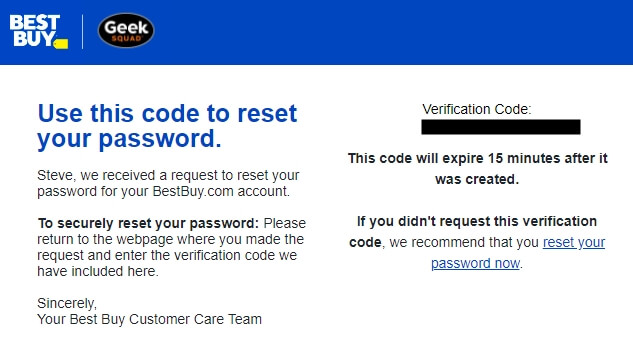 BEST
BUY
Geek
SQUAD
Use this code to reset
your password.
Steve, we received a request to reset your
password for your BestBuy.com account.
To securely reset your password: Please
return to the webpage where you made the
request and enter the verification code we
have included here.
Sincerely,
Your Best Buy Customer Care Team
Verification Code:
This code will expire 15 minutes after it
was created.
If you didn't request this verification
code, we recommend that you reset your
password now.